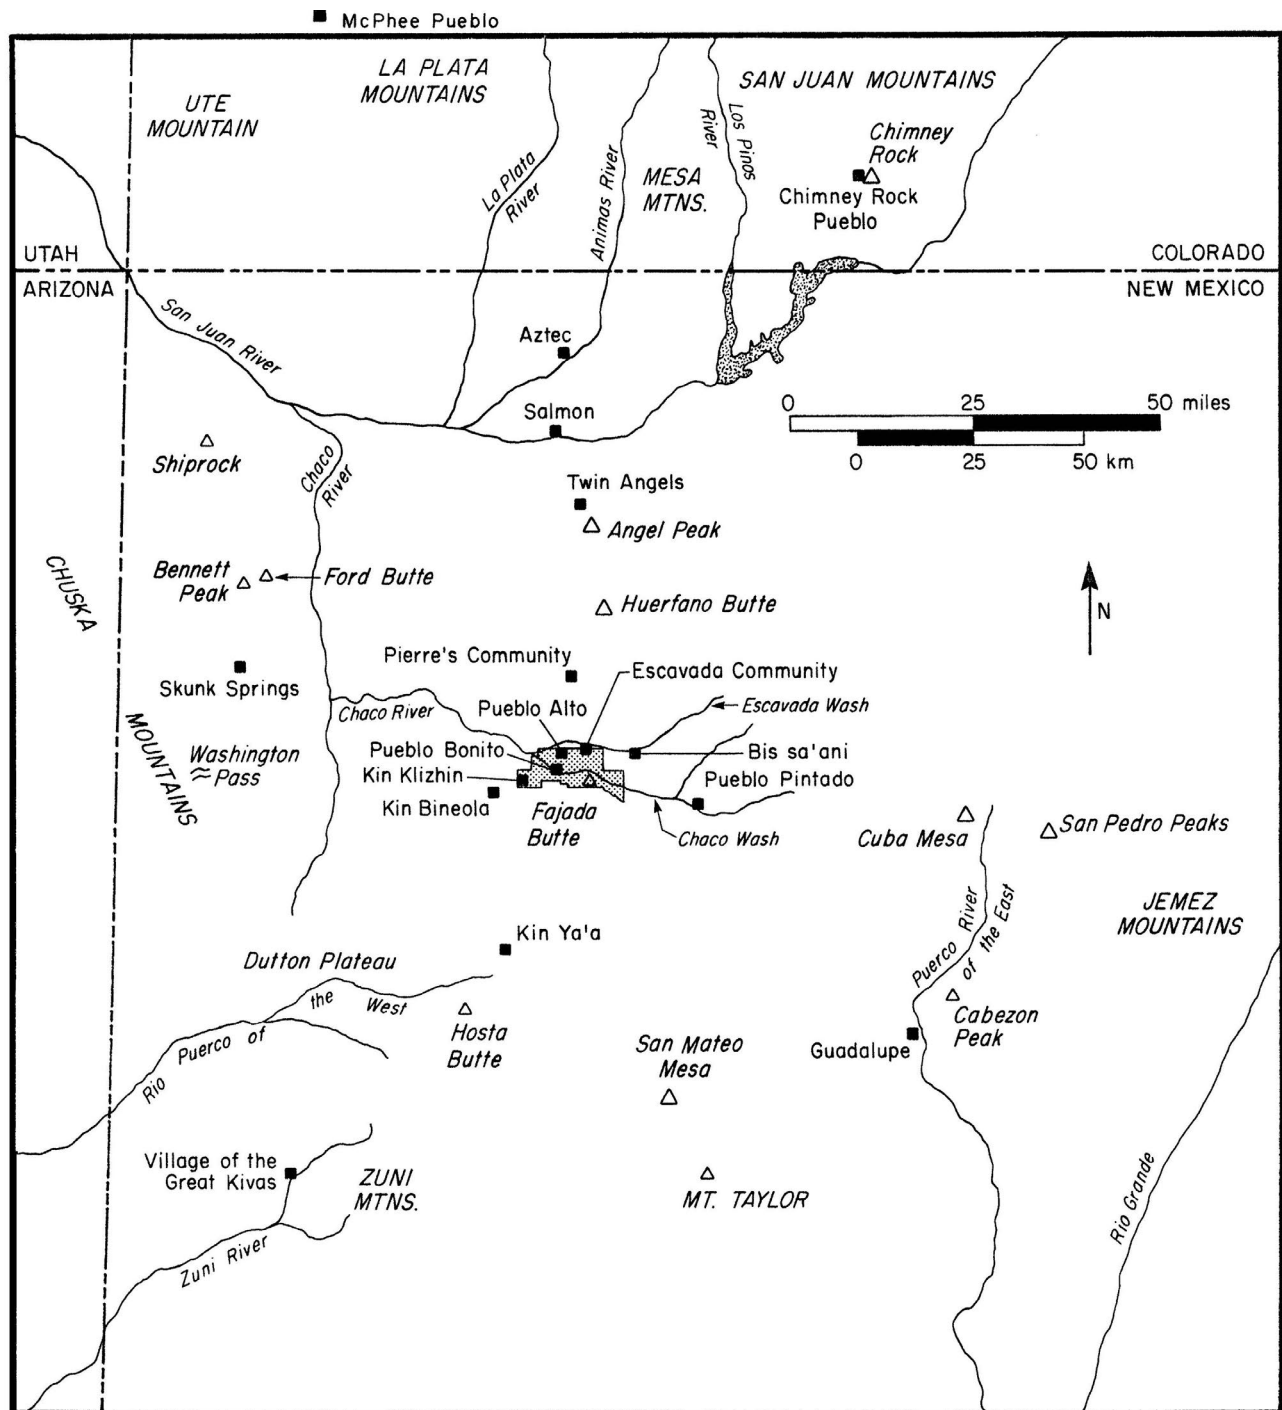 McPhee Pueblo
LA PLATA
MOUNTAINS
SAN JUAN MOUNTAINS
UTE
MOUNTAIN
Los Pinos
River
Chimney
Rock
La Plata
River
Animas River
MESA
MTNS.
Chimney Rock
Pueblo
UTAH
COLORADO
ARIZONA
NEW MEXICO
San Juan River
Aztec
Salmon
0 25 50 miles
0 25 50 km
Shiprock
Chaco
River
Twin Angels
Angel Peak
Bennett
Peak
Ford Butte
CHUSKA
MOUNTAINS
Huerfano Butte
N
Pierre's Community
Escavada Community
Skunk Springs
Chaco River
Pueblo Alto
Escavada Wash
Washington
Pass
Pueblo Bonito
Bis sa'ani
Kin Klizhin
Pueblo Pintado
Kin Bineola
Fajada
Butte
Chaco Wash
Cuba Mesa
San Pedro Peaks
JEMEZ
MOUNTAINS
Kin Ya'a
Puerco River
of the East
Dutton Plateau
Rio Puerco of the West
Hosta
Butte
Cabezon
Peak
Guadalupe
San Mateo
Mesa
Village of the
Great Kivas
ZUNI
MTNS.
MT. TAYLOR
Rio Grande
Zuni River